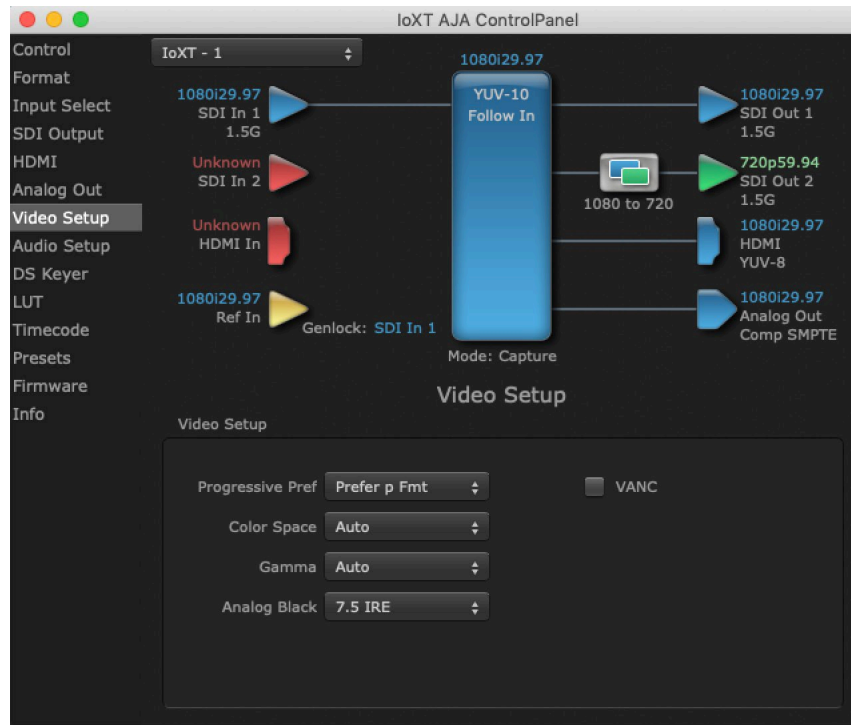 IoXT AJA ControlPanel
Control
Format
Input Select
SDI Output
HDMI
Analog Out
Video Setup
Audio Setup
DS Keyer
LUT
Timecode
Presets
Firmware
Info
IoXT - 1
1080i29.97
1080i29.97
SDI In 1
1.5G
Unknown
SDI In 2
Unknown
HDMI In
1080i29.97
Ref In
Genlock: SDI In 1
YUV-10
Follow In
Mode: Capture
1080 to 720
1080i29.97
SDI Out 1
1.5G
720p59.94
SDI Out 2
1.5G
1080i29.97
HDMI
YUV-8
1080i29.97
Analog Out
Comp SMPTE
Video Setup
Video Setup
Progressive Pref Prefer p Fmt
VANC
Color Space Auto
Gamma Auto
Analog Black 7.5 IRE